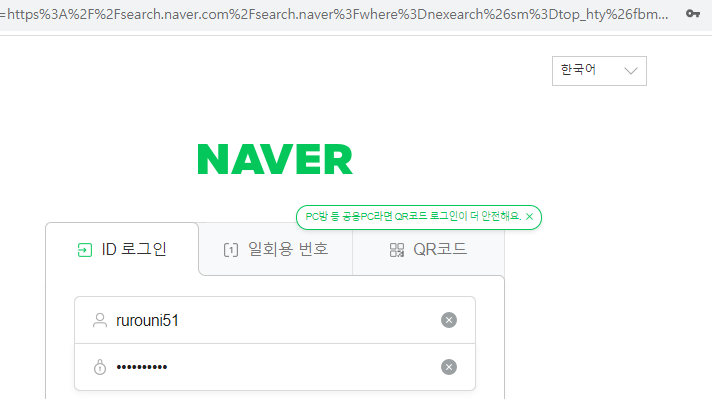 =https%3A%2F%2Fsearch.naver.com%2Fsearch.naver%3Fwhere%3Dnexearch%26sm%3Dtop_hty%26fbm...
한국어
NAVER
PC방 등 공용PC라면 QR코드 로그인이 더 안전해요.
ID 로그인
일회용 번호
QR코드
rurouni51
••••••••••